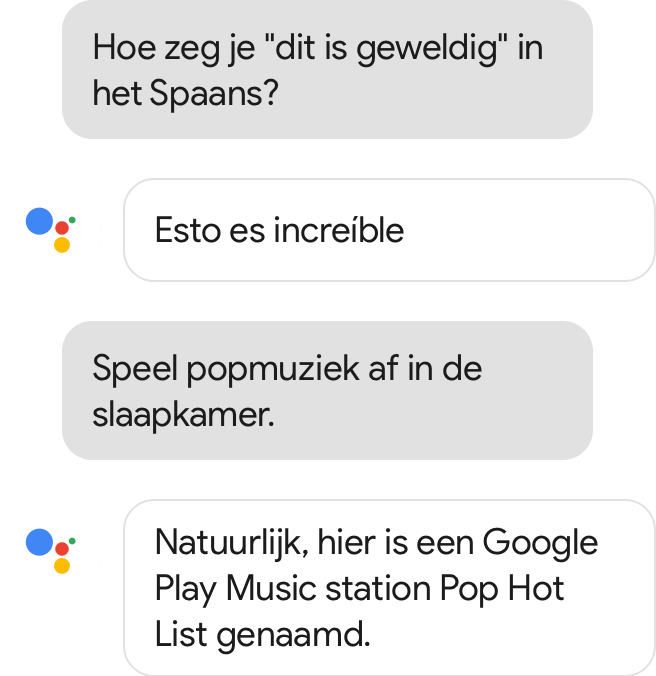 Hoe zeg je "dit is geweldig" in
het Spaans?
Esto es increíble
Speel popmuziek af in de
slaapkamer.
Natuurlijk, hier is een Google
Play Music station Pop Hot
List genaamd.